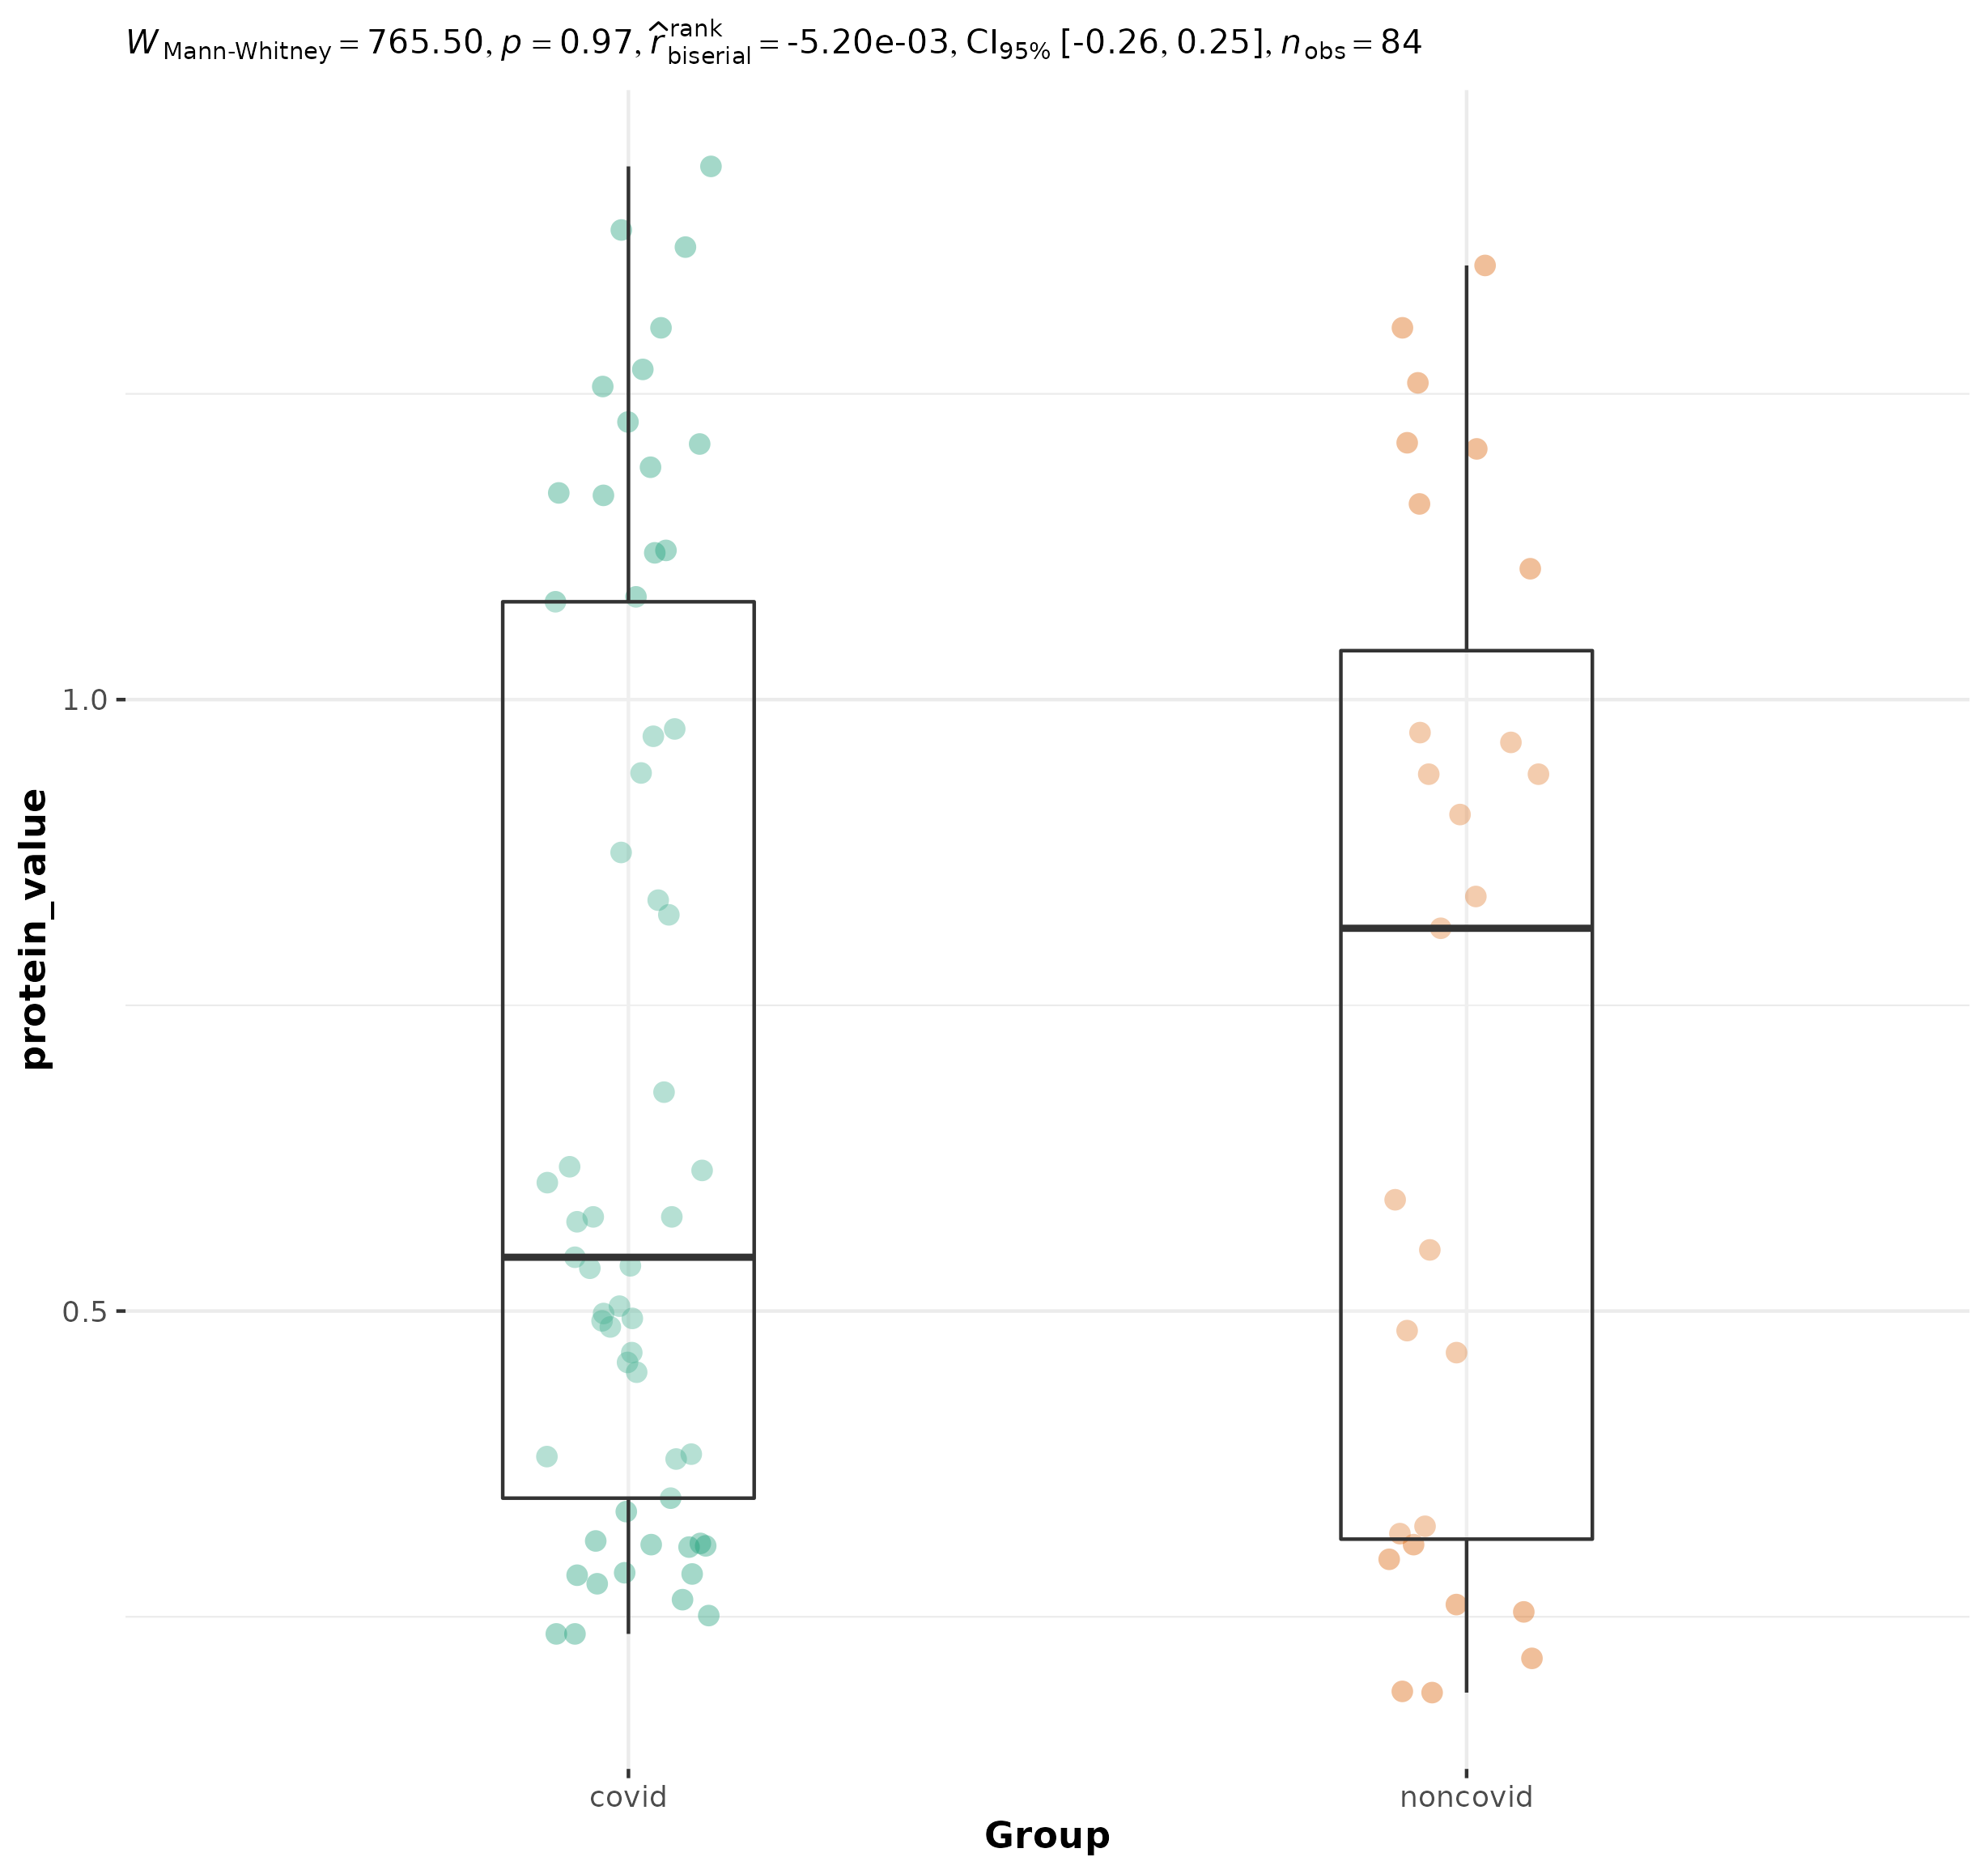 W Mann-Whitney = 765.50, p = 0.97, r̂ rank biserial = -5.20e-03, CI95% [-0.26, 0.25], n obs = 84
1.0
0.5
protein_value
covid
noncovid
Group